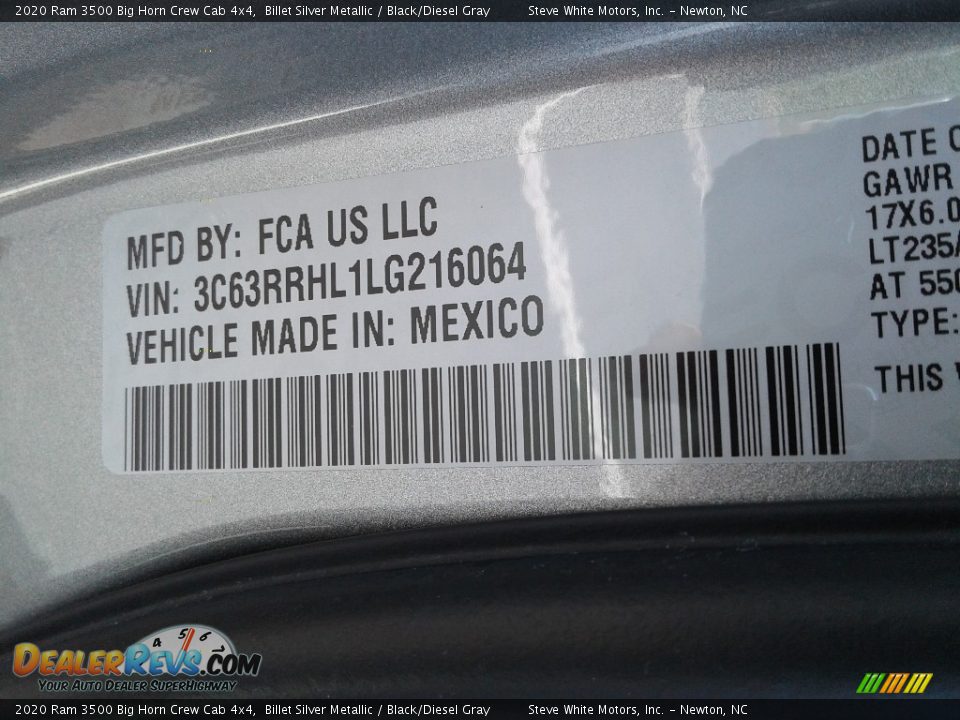 2020 Ram 3500 Big Horn Crew Cab 4x4, Billet Silver Metallic / Black/Diesel Gray Steve White Motors, Inc. - Newton, NC
MFD BY: FCA US LLC
VIN: 3C63RRHL1LG216064
VEHICLE MADE IN: MEXICO
DATE
GAWR
17X6.0
LT235/
AT 550
TYPE:
THIS
4 5 6
DEALERREVS.COM
YOUR AUTO DEALER SUPERHIGHWAY
2020 Ram 3500 Big Horn Crew Cab 4x4, Billet Silver Metallic / Black/Diesel Gray Steve White Motors, Inc. - Newton, NC